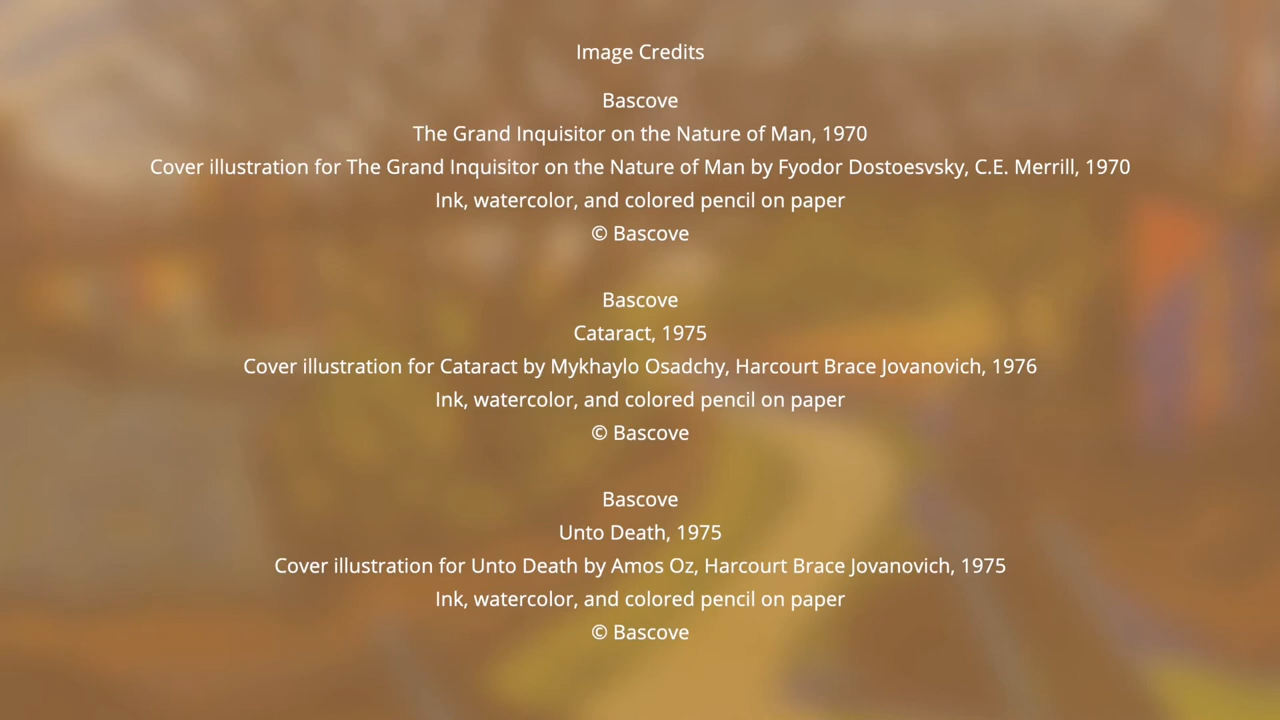 Image Credits
Bascove
The Grand Inquisitor on the Nature of Man, 1970
Cover illustration for The Grand Inquisitor on the Nature of Man by Fyodor Dostoesvsky, C.E. Merrill, 1970
Ink, watercolor, and colored pencil on paper
© Bascove
Bascove
Cataract, 1975
Cover illustration for Cataract by Mykhaylo Osadchy, Harcourt Brace Jovanovich, 1976
Ink, watercolor, and colored pencil on paper
© Bascove
Bascove
Unto Death, 1975
Cover illustration for Unto Death by Amos Oz, Harcourt Brace Jovanovich, 1975
Ink, watercolor, and colored pencil on paper
© Bascove